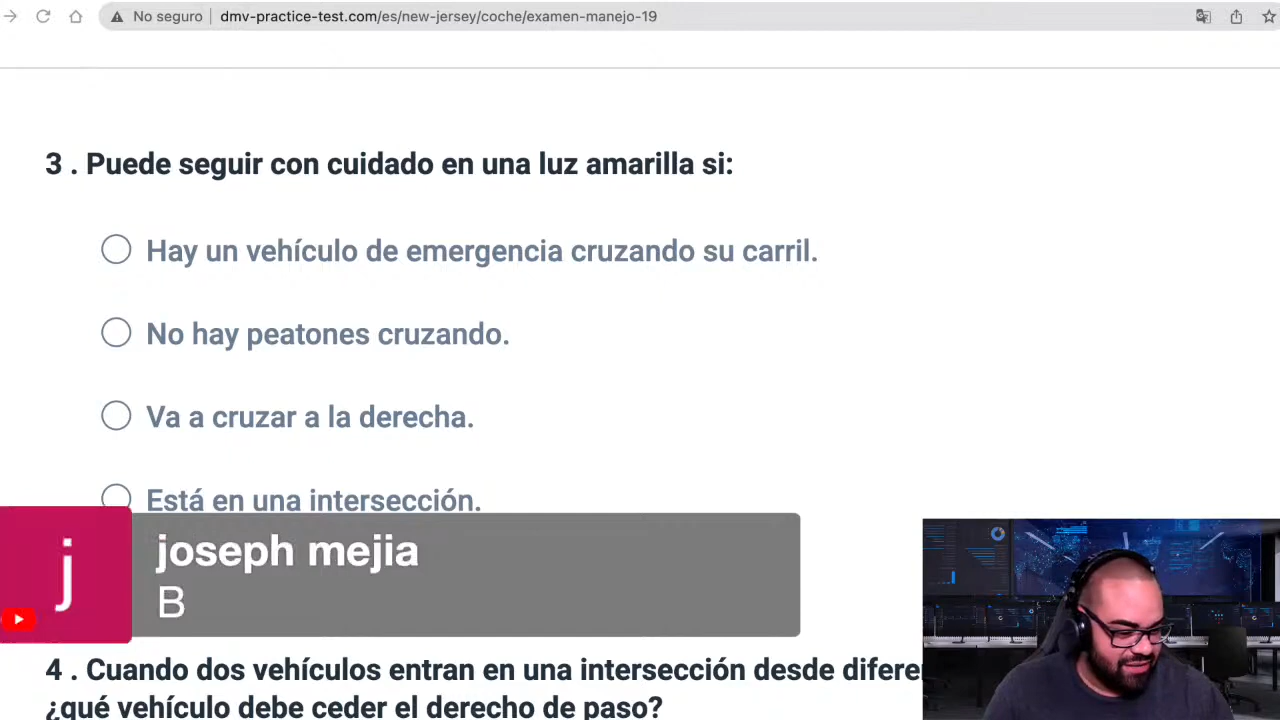 No seguro
dmv-practice-test.com/es/new-jersey/coche/examen-manejo-19
3 . Puede seguir con cuidado en una luz amarilla si:
Hay un vehículo de emergencia cruzando su carril.
No hay peatones cruzando.
Va a cruzar a la derecha.
Está en una intersección.
j
joseph mejia
B
4 . Cuando dos vehículos entran en una intersección desde
¿qué vehículo debe ceder el derecho de paso?